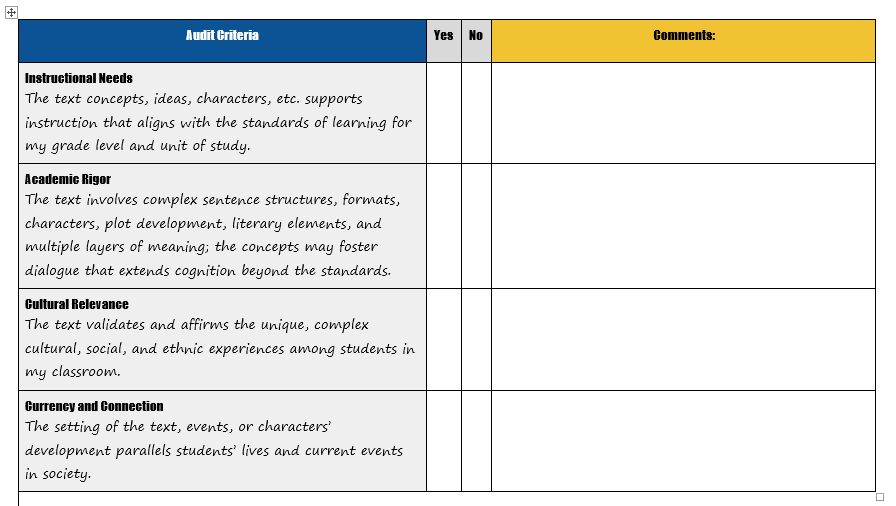 Audit Criteria Yes No Comments:
Instructional Needs
The text concepts, ideas, characters, etc. supports
instruction that aligns with the standards of learning for
my grade level and unit of study.
Academic Rigor
The text involves complex sentence structures, formats,
characters, plot development, literary elements, and
multiple layers of meaning; the concepts may foster
dialogue that extends cognition beyond the standards.
Cultural Relevance
The text validates and affirms the unique, complex
cultural, social, and ethnic experiences among students in
my classroom.
Currency and Connection
The setting of the text, events, or characters’
development parallels students’ lives and current events
in society.